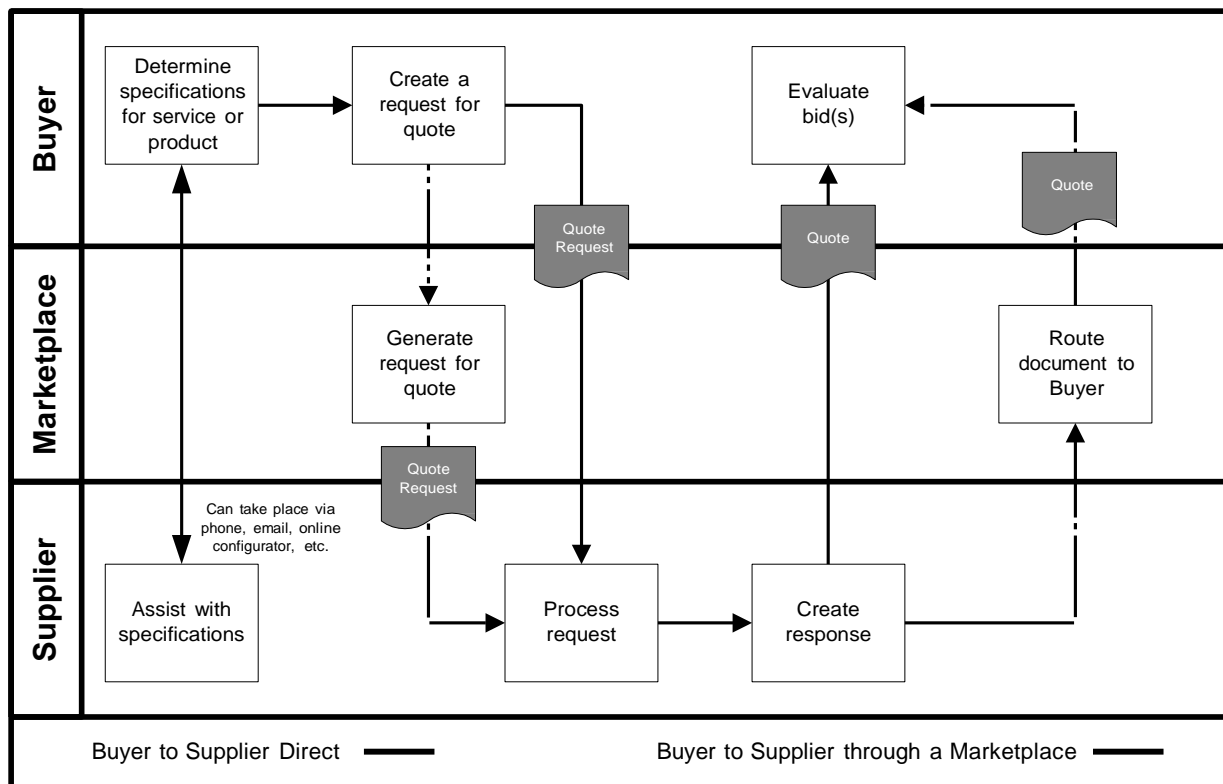 Buyer
Determine
specifications
for service or
product
Create a
request for
quote
Evaluate
bid(s)
Quote
Request
Quote
Quote
Marketplace
Generate
request for
quote
Route
document to
Buyer
Quote
Request
Supplier
Can take place via
phone, email, online
configurator, etc.
Assist with
specifications
Process
request
Create
response
Buyer to Supplier Direct
Buyer to Supplier through a Marketplace